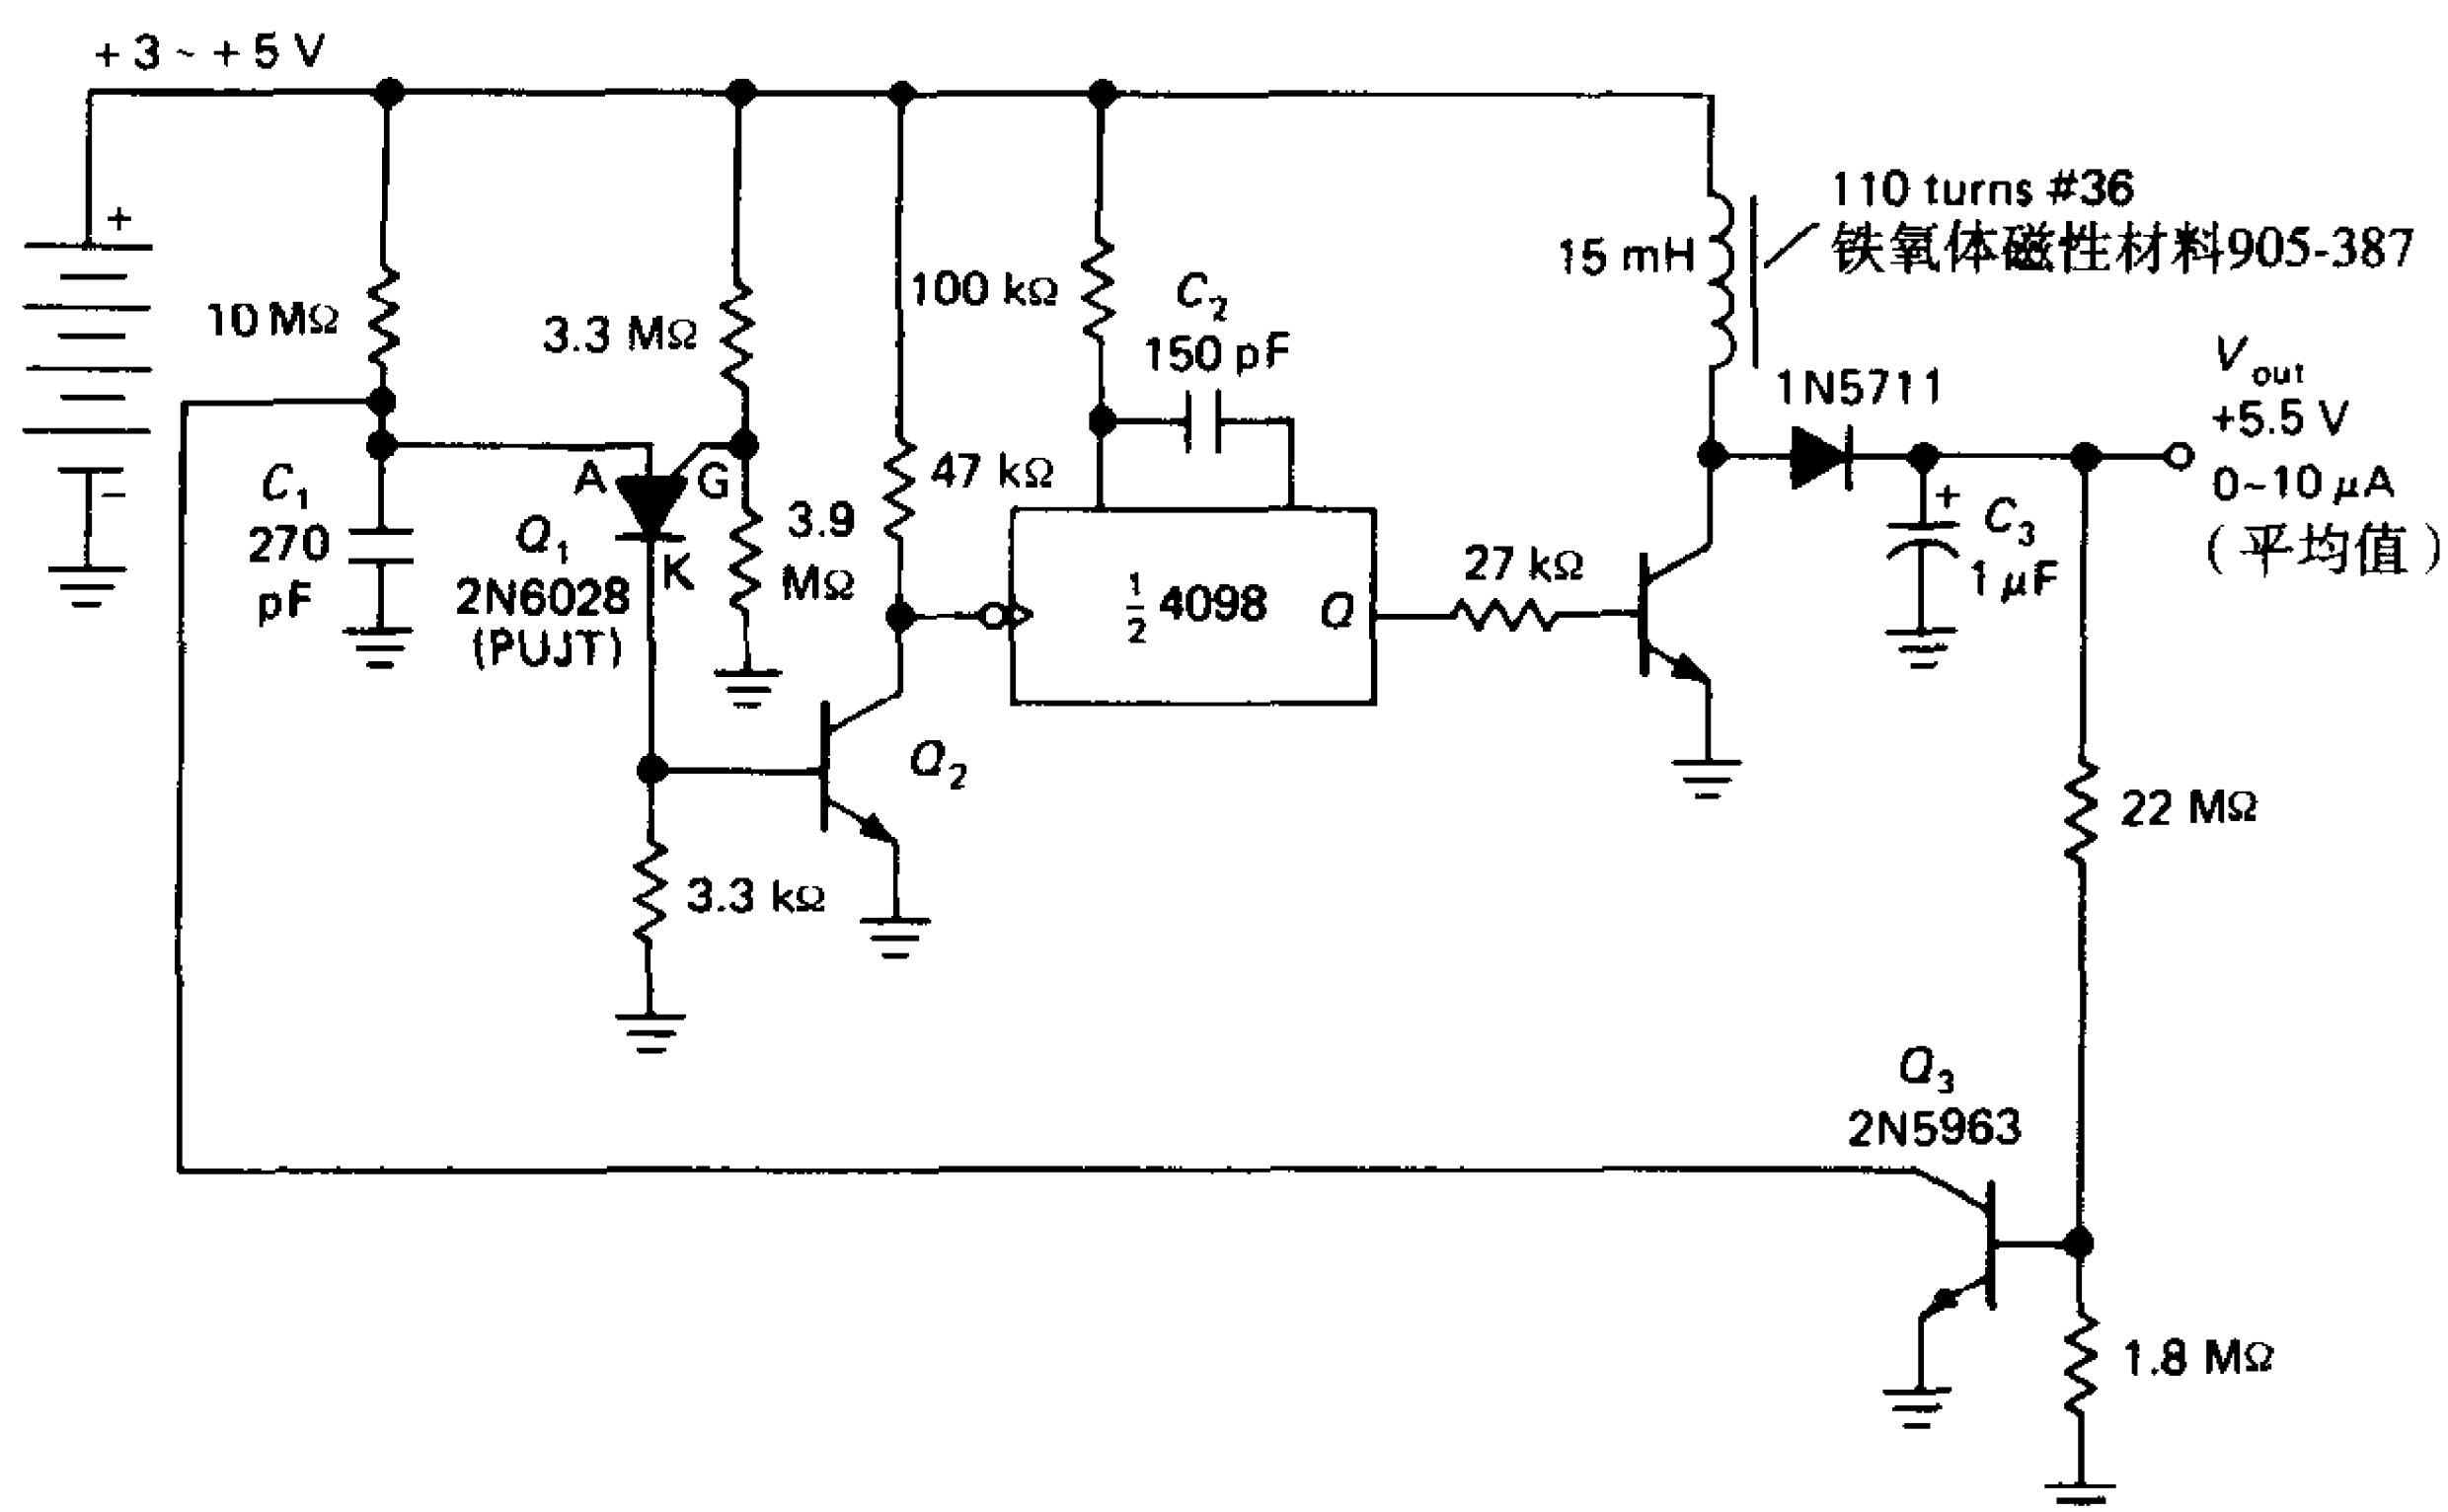 + 3 ~ + 5 V
+
−
10 MΩ
C1
270
pF
3.3 MΩ
A
G
K
Q1
2N6028
(PUJT)
3.9
MΩ
3.3 kΩ
47 kΩ
Q2
100 kΩ
C2
150 pF
1/2 4098
Q
27 kΩ
15 mH
110 turns #36
铁氧体磁性材料905-387
1N5711
Vout
+5.5 V
0~10 μA
(平均值)
+
C3
1 μF
22 MΩ
Q3
2N5963
1.8 MΩ